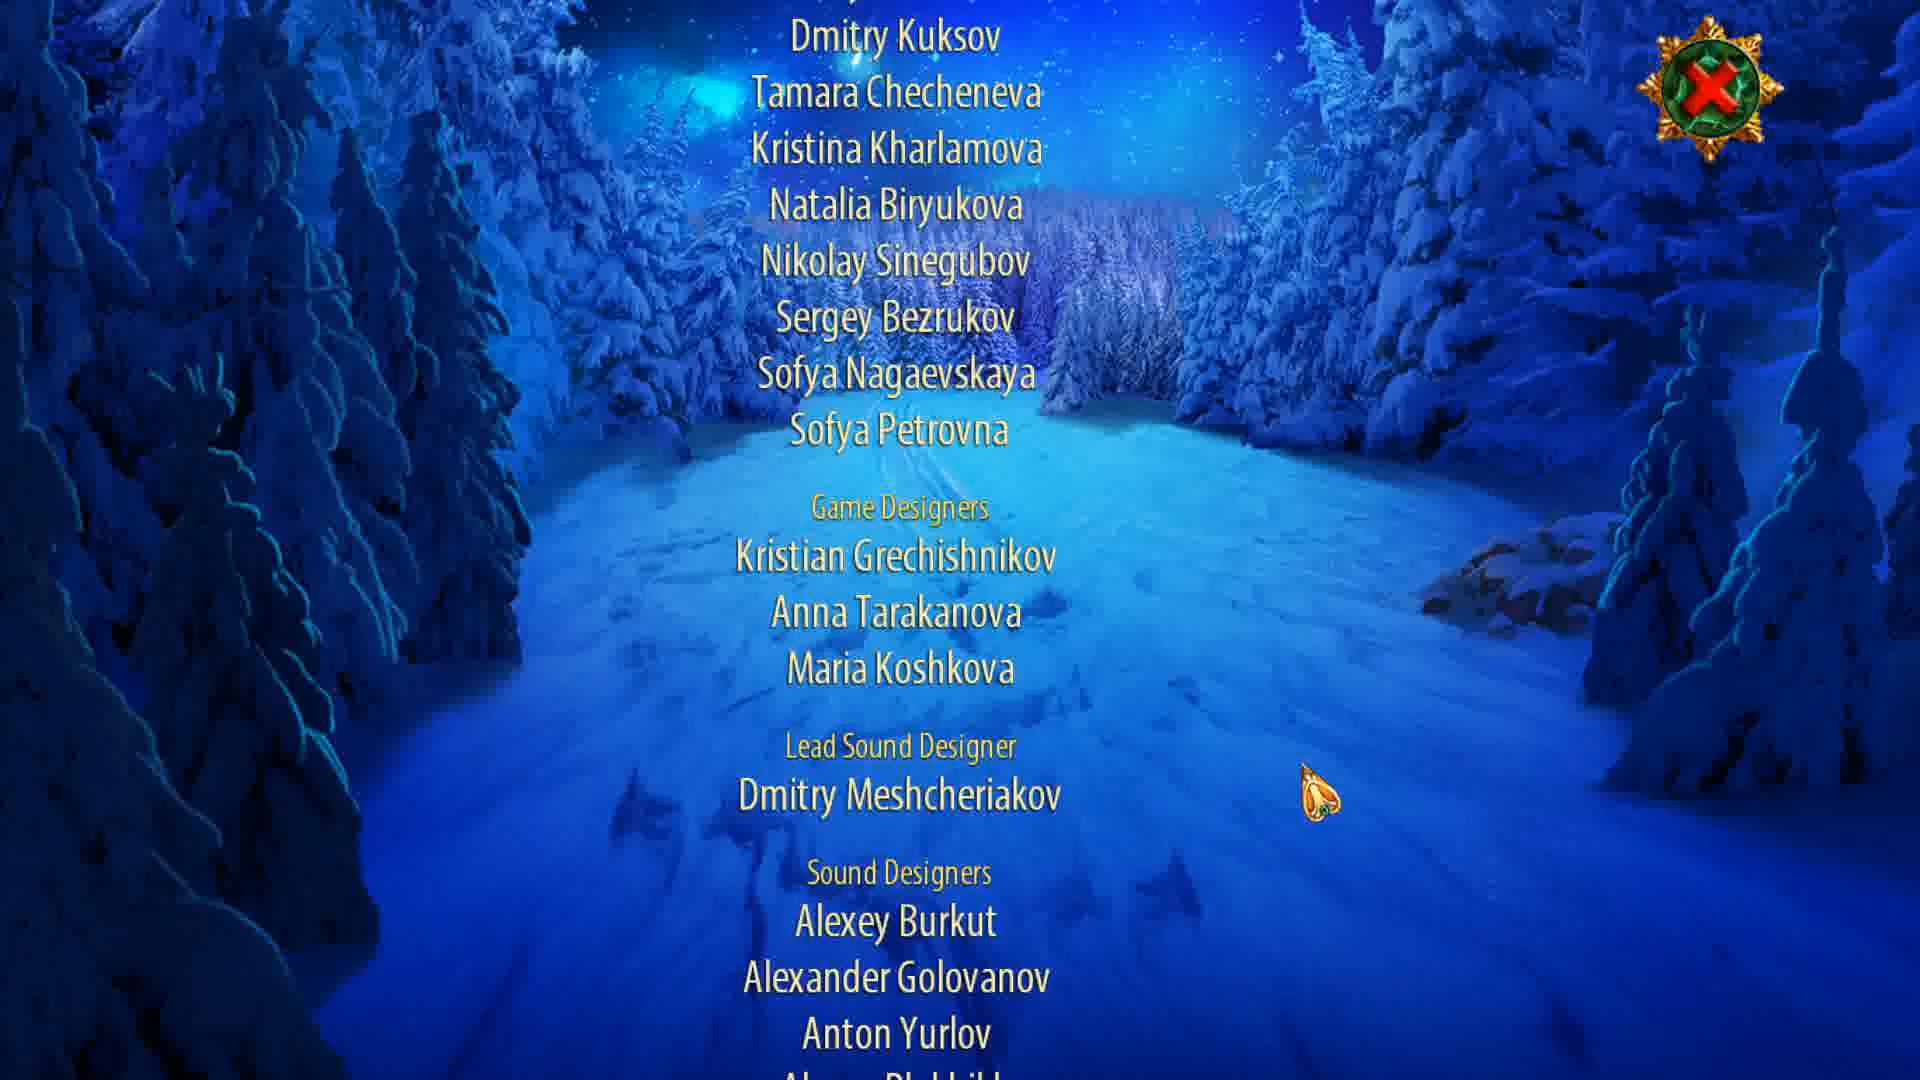 Dmitry Kuksov
Tamara Checheneva
Kristina Kharlamova
Natalia Biryukova
Nikolay Sinegubov
Sergey Bezrukov
Sofya Nagaevskaya
Sofya Petrovna
Game Designers
Kristian Grechishnikov
Anna Tarakanova
Maria Koshkova
Lead Sound Designer
Dmitry Meshcheriakov
Sound Designers
Alexey Burkut
Alexander Golovanov
Anton Yurlov